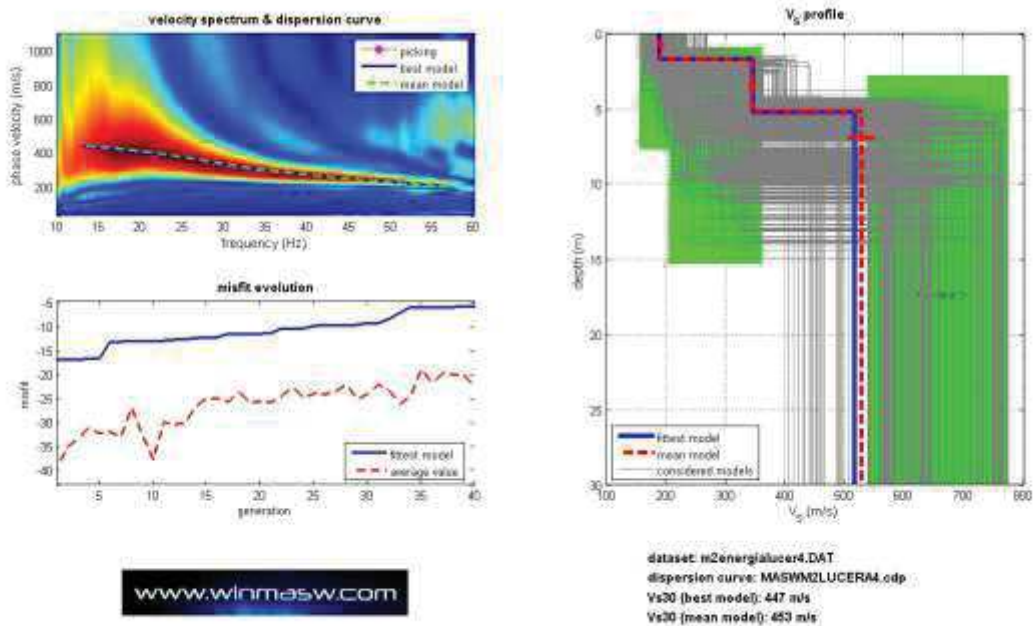 velocity spectrum & dispersion curve
1000
800
600
400
200
phase velocity (m/s)
picking
best model
mean model
10 15 20 25 30 35 40 45 50 55 60
frequency (Hz)
misfit evolution
-5
-10
-15
-20
-25
-30
-35
-40
misfit
fittest model
average value
5 10 15 20 25 30 35 40
generation
www.winmasw.com
VS profile
0
5
10
15
20
25
30
depth (m)
fittest model
mean model
considered models
100 200 300 400 500 600 700 800
VS (m/s)
dataset: m2energialucer4.DAT
dispersion curve: MASWM2LUCERA4.cdp
Vs30 (best model): 447 m/s
Vs30 (mean model): 453 m/s